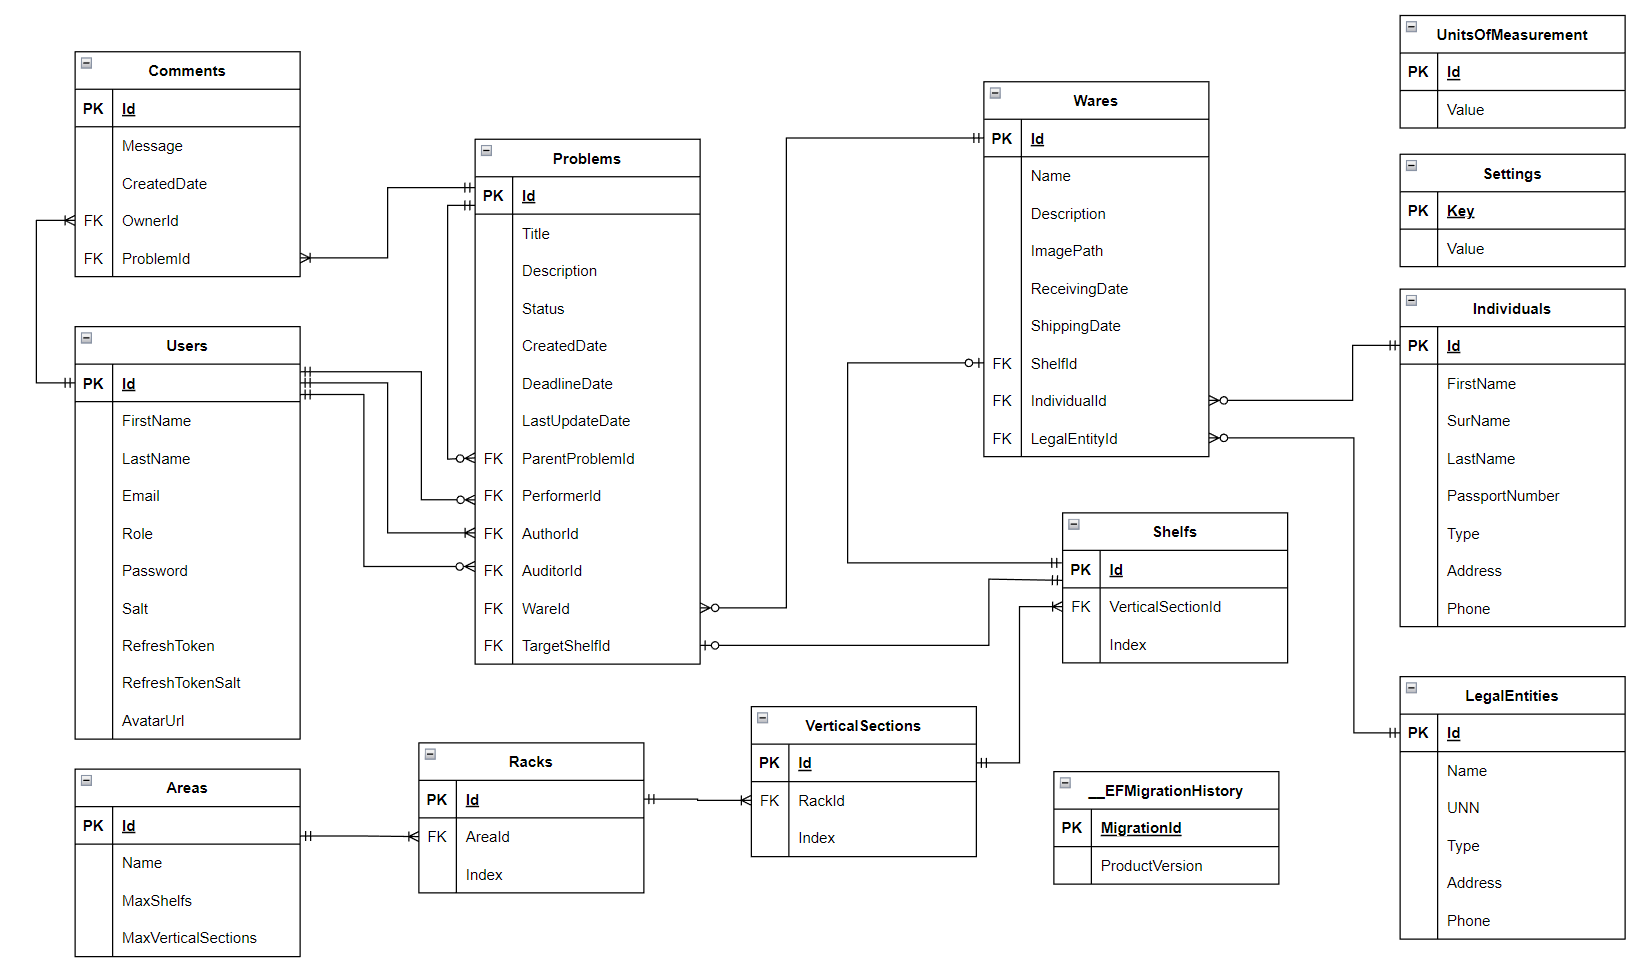 Comments
PK Id
Message
CreatedDate
FK OwnerId
FK ProblemId
Users
PK Id
FirstName
LastName
Email
Role
Password
Salt
RefreshToken
RefreshTokenSalt
AvatarUrl
Areas
PK Id
Name
MaxShelfs
MaxVerticalSections
Problems
PK Id
Title
Description
Status
CreatedDate
DeadlineDate
LastUpdateDate
FK ParentProblemId
FK PerformerId
FK AuthorId
FK AuditorId
FK WareId
FK TargetShelfId
Racks
PK Id
FK AreaId
Index
VerticalSections
PK Id
FK RackId
Index
Wares
PK Id
Name
Description
ImagePath
ReceivingDate
ShippingDate
FK ShelfId
FK IndividualId
FK LegalEntityId
Shelfs
PK Id
FK VerticalSectionId
Index
__EFMigrationHistory
PK MigrationId
ProductVersion
UnitsOfMeasurement
PK Id
Value
Settings
PK Key
Value
Individuals
PK Id
FirstName
SurName
LastName
PassportNumber
Type
Address
Phone
LegalEntities
PK Id
Name
UNN
Type
Address
Phone